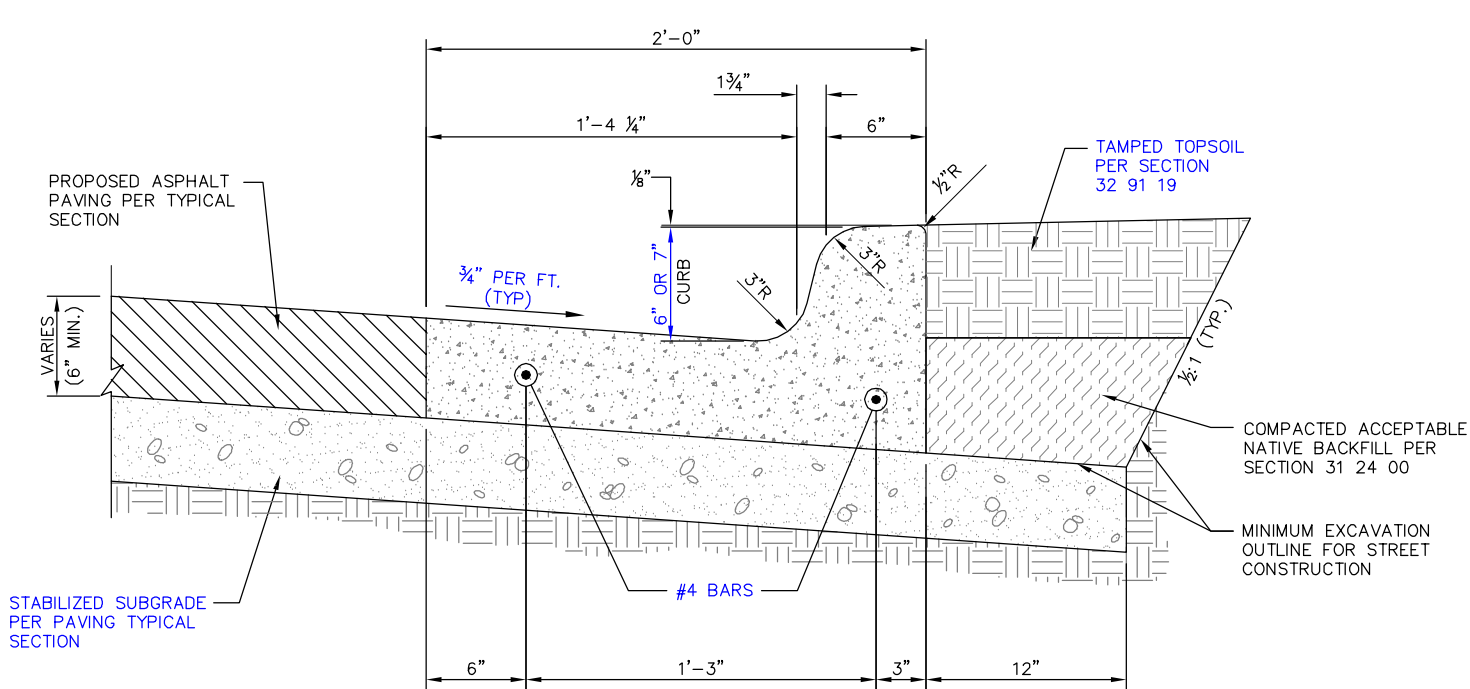 2'-0"
1¾"
1'-4 ¼"
6"
TAMPED TOPSOIL
PER SECTION
32 91 19
⅛"
½"R
PROPOSED ASPHALT
PAVING PER TYPICAL
SECTION
¾" PER FT.
(TYP)
6" OR 7"
CURB
3"R
3"R
VARIES
(6" MIN.)
½:1 (TYP.)
COMPACTED ACCEPTABLE
NATIVE BACKFILL PER
SECTION 31 24 00
MINIMUM EXCAVATION
OUTLINE FOR STREET
CONSTRUCTION
#4 BARS
STABILIZED SUBGRADE
PER PAVING TYPICAL
SECTION
6"
1'-3"
3"
12"